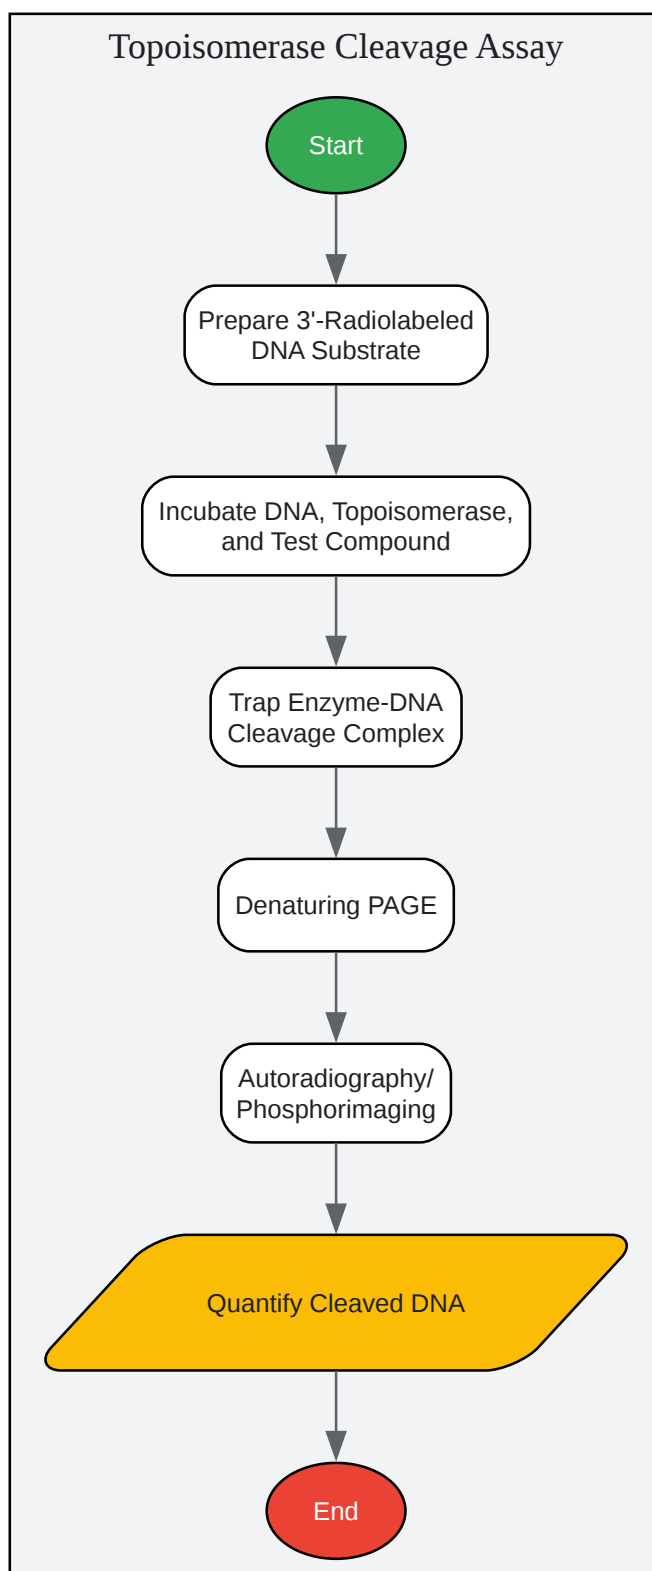 Topoisomerase Cleavage Assay
Start
Prepare 3'-Radiolabeled
DNA Substrate
Incubate DNA, Topoisomerase,
and Test Compound
Trap Enzyme-DNA
Cleavage Complex
Denaturing PAGE
Autoradiography/
Phosphorimaging
Quantify Cleaved DNA
End